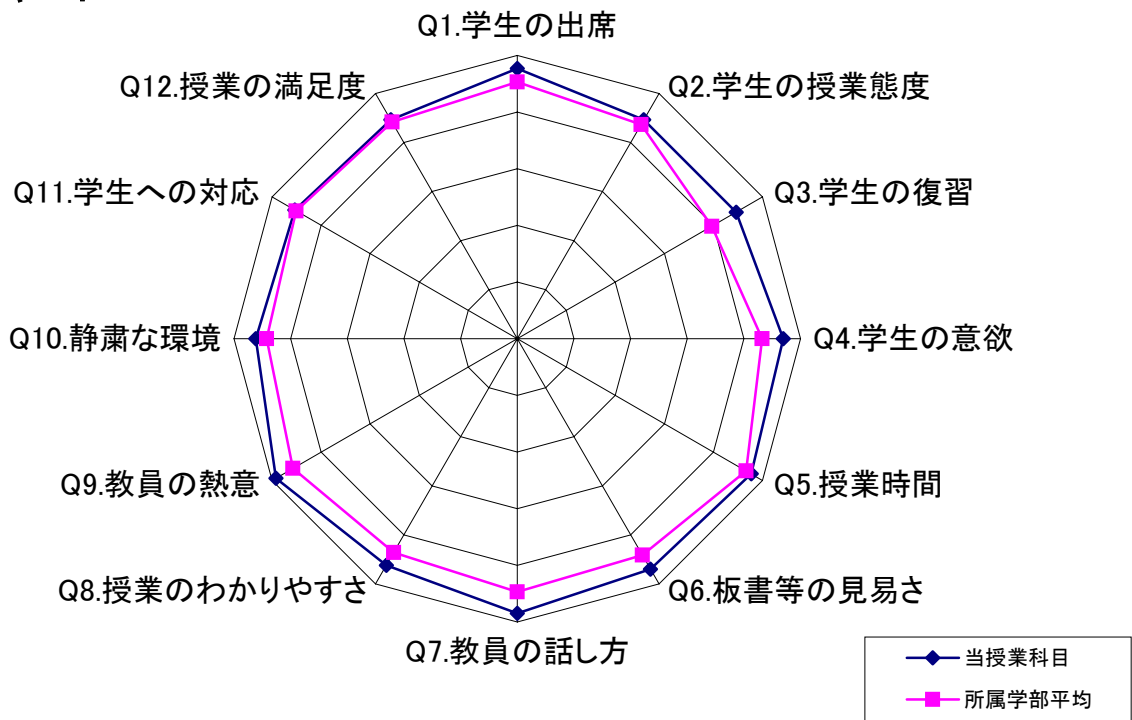 Q1.学生の出席
Q2.学生の授業態度
Q3.学生の復習
Q4.学生の意欲
Q5.授業時間
Q6.板書等の見易さ
Q7.教員の話し方
Q8.授業のわかりやすさ
Q9.教員の熱意
Q10.静粛な環境
Q11.学生への対応
Q12.授業の満足度
当授業科目
所属学部平均